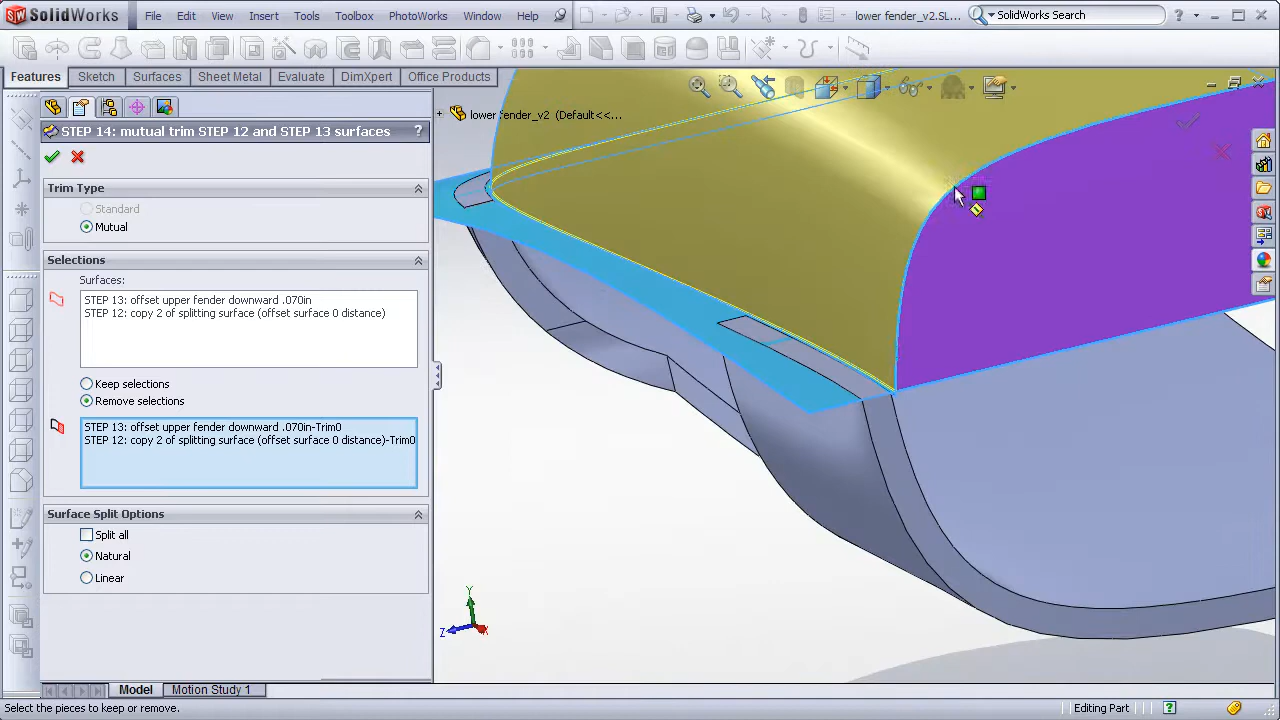 SolidWorks File Edit View Insert Tools Toolbox PhotoWorks Window Help lower fender_v2.SL... SolidWorks Search ?
Features Sketch Surfaces Sheet Metal Evaluate DimXpert Office Products
STEP 14: mutual trim STEP 12 and STEP 13 surfaces ?
lower fender_v2 (Default<<...
Trim Type
Standard
Mutual
Selections
Surfaces:
STEP 13: offset upper fender downward .070in
STEP 12: copy 2 of splitting surface (offset surface 0 distance)
Keep selections
Remove selections
STEP 13: offset upper fender downward .070in-Trim0
STEP 12: copy 2 of splitting surface (offset surface 0 distance)-Trim0
Surface Split Options
Split all
Natural
Linear
Y
Z X
Model Motion Study 1
Select the pieces to keep or remove. Editing Part ?